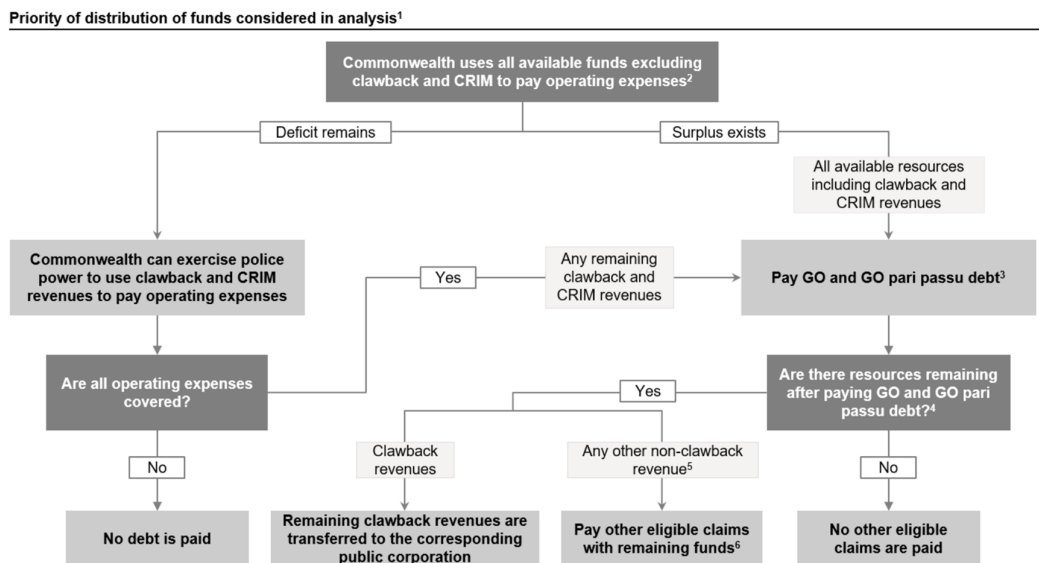 Priority of distribution of funds considered in analysis¹
Commonwealth uses all available funds excluding
clawback and CRIM to pay operating expenses²
Deficit remains
Surplus exists
All available resources
including clawback and
CRIM revenues
Commonwealth can exercise police
power to use clawback and CRIM
revenues to pay operating expenses
Yes
Any remaining
clawback and
CRIM revenues
Pay GO and GO pari passu debt³
Are all operating expenses
covered?
Are there resources remaining
after paying GO and GO pari
passu debt?⁴
Yes
Clawback
revenues
Any other non-clawback
revenue⁵
No
No
No debt is paid
Remaining clawback revenues are
transferred to the corresponding
public corporation
Pay other eligible claims
with remaining funds⁶
No other eligible
claims are paid